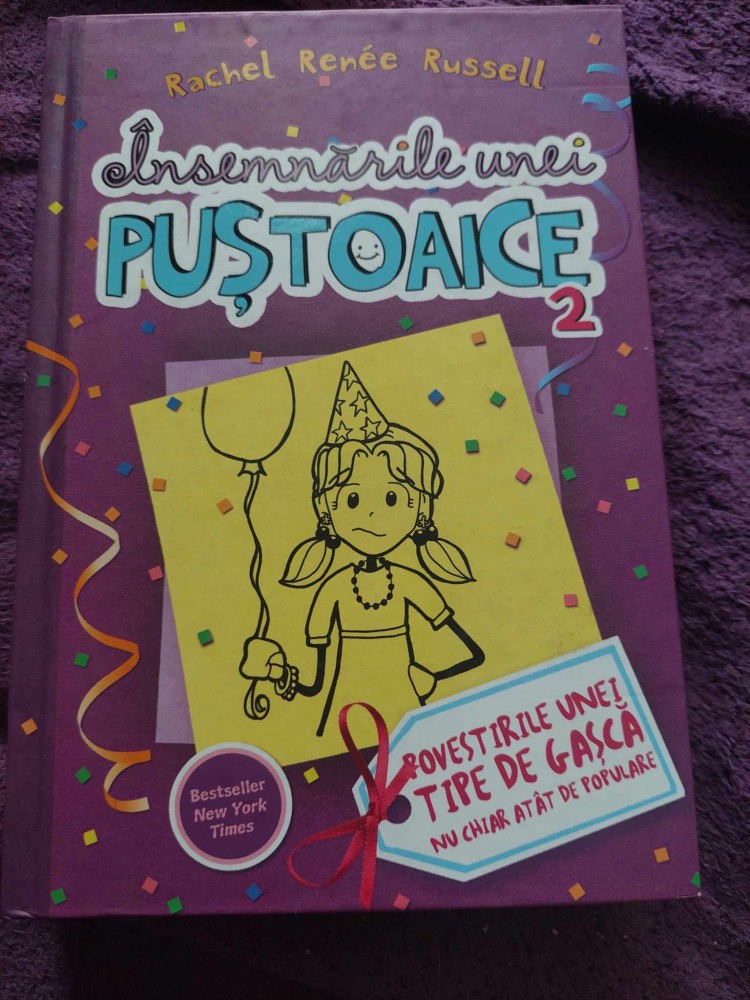 Rachel Renée Russell
Însemnările unei
PUȘTOAICE
2
POVESTIRILE UNEI
TIPE DE GAȘCĂ
NU CHIAR ATÂT DE POPULARE
Bestseller
New York
Times